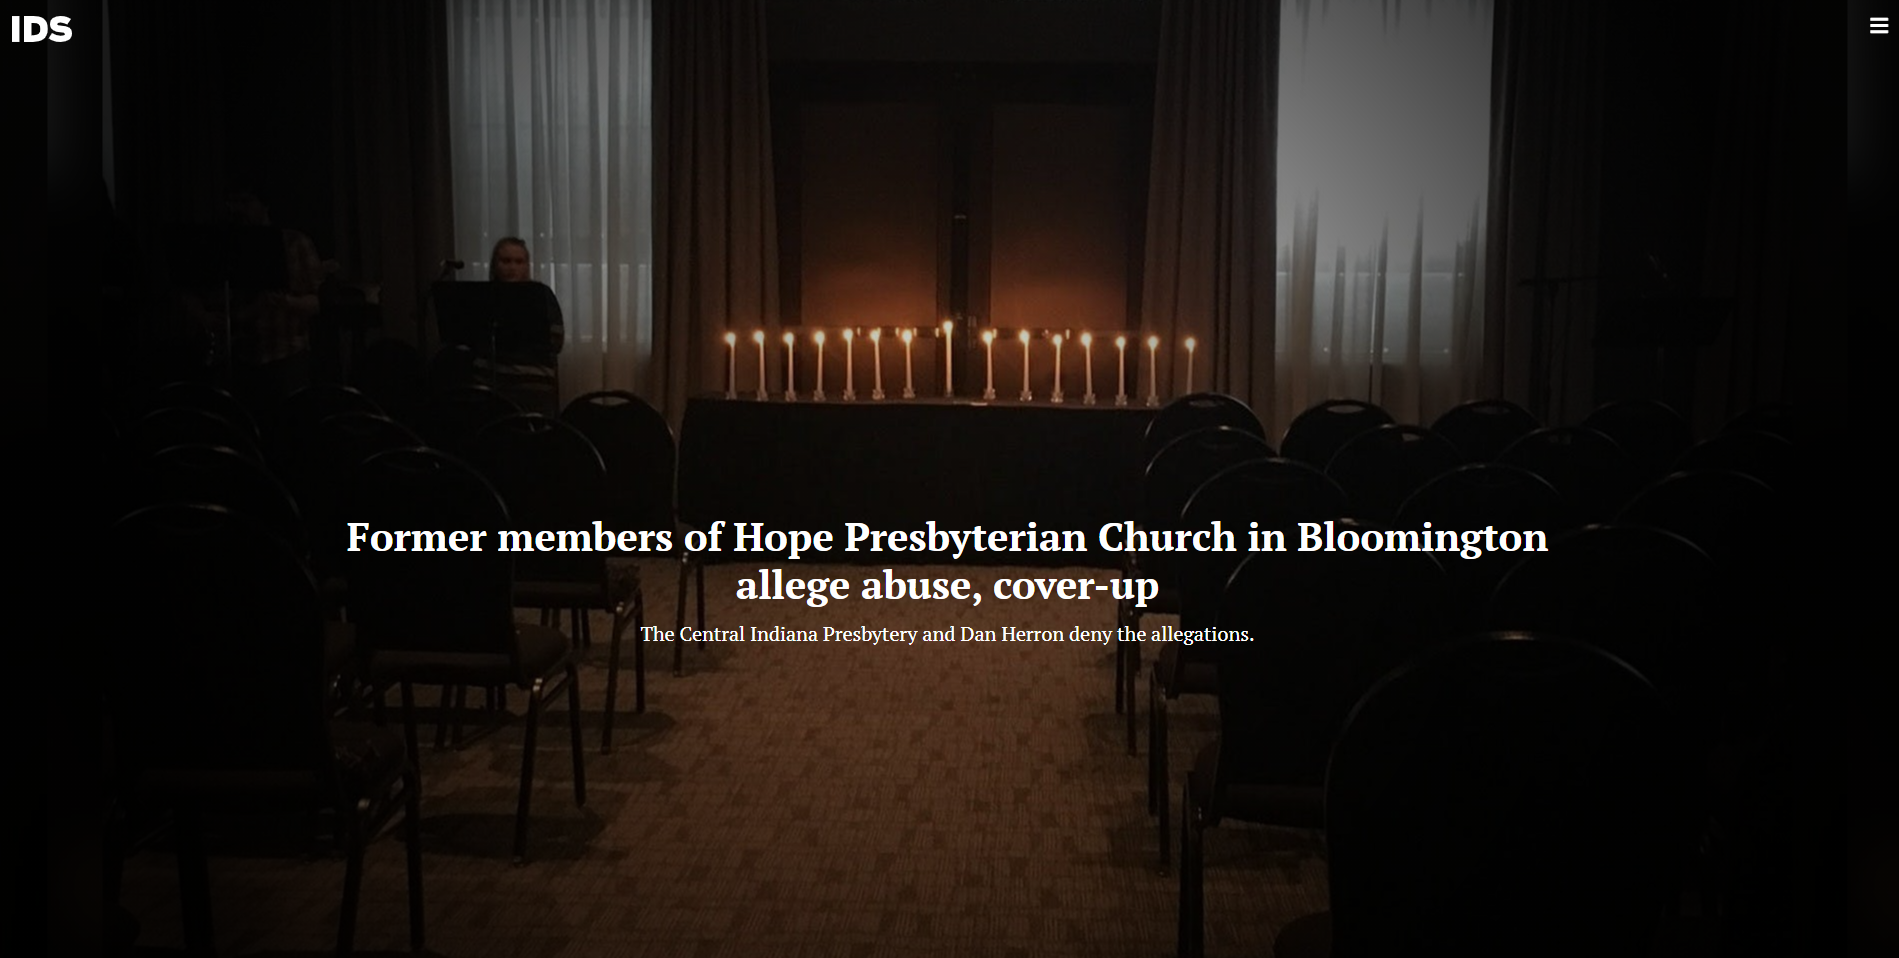 IDS
Former members of Hope Presbyterian Church in Bloomington
allege abuse, cover-up
The Central Indiana Presbytery and Dan Herron deny the allegations.